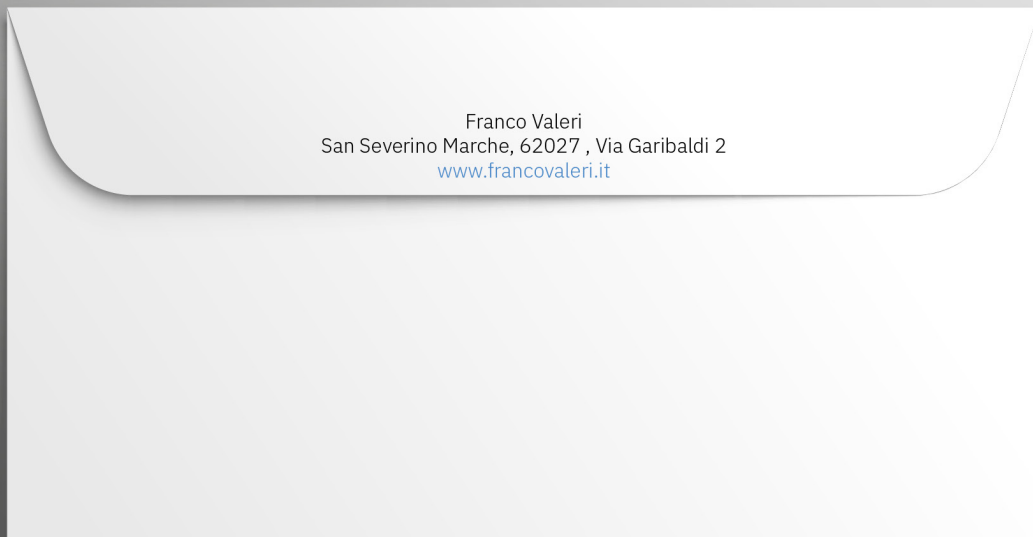 Franco Valeri
San Severino Marche, 62027 , Via Garibaldi 2
www.francovaleri.it